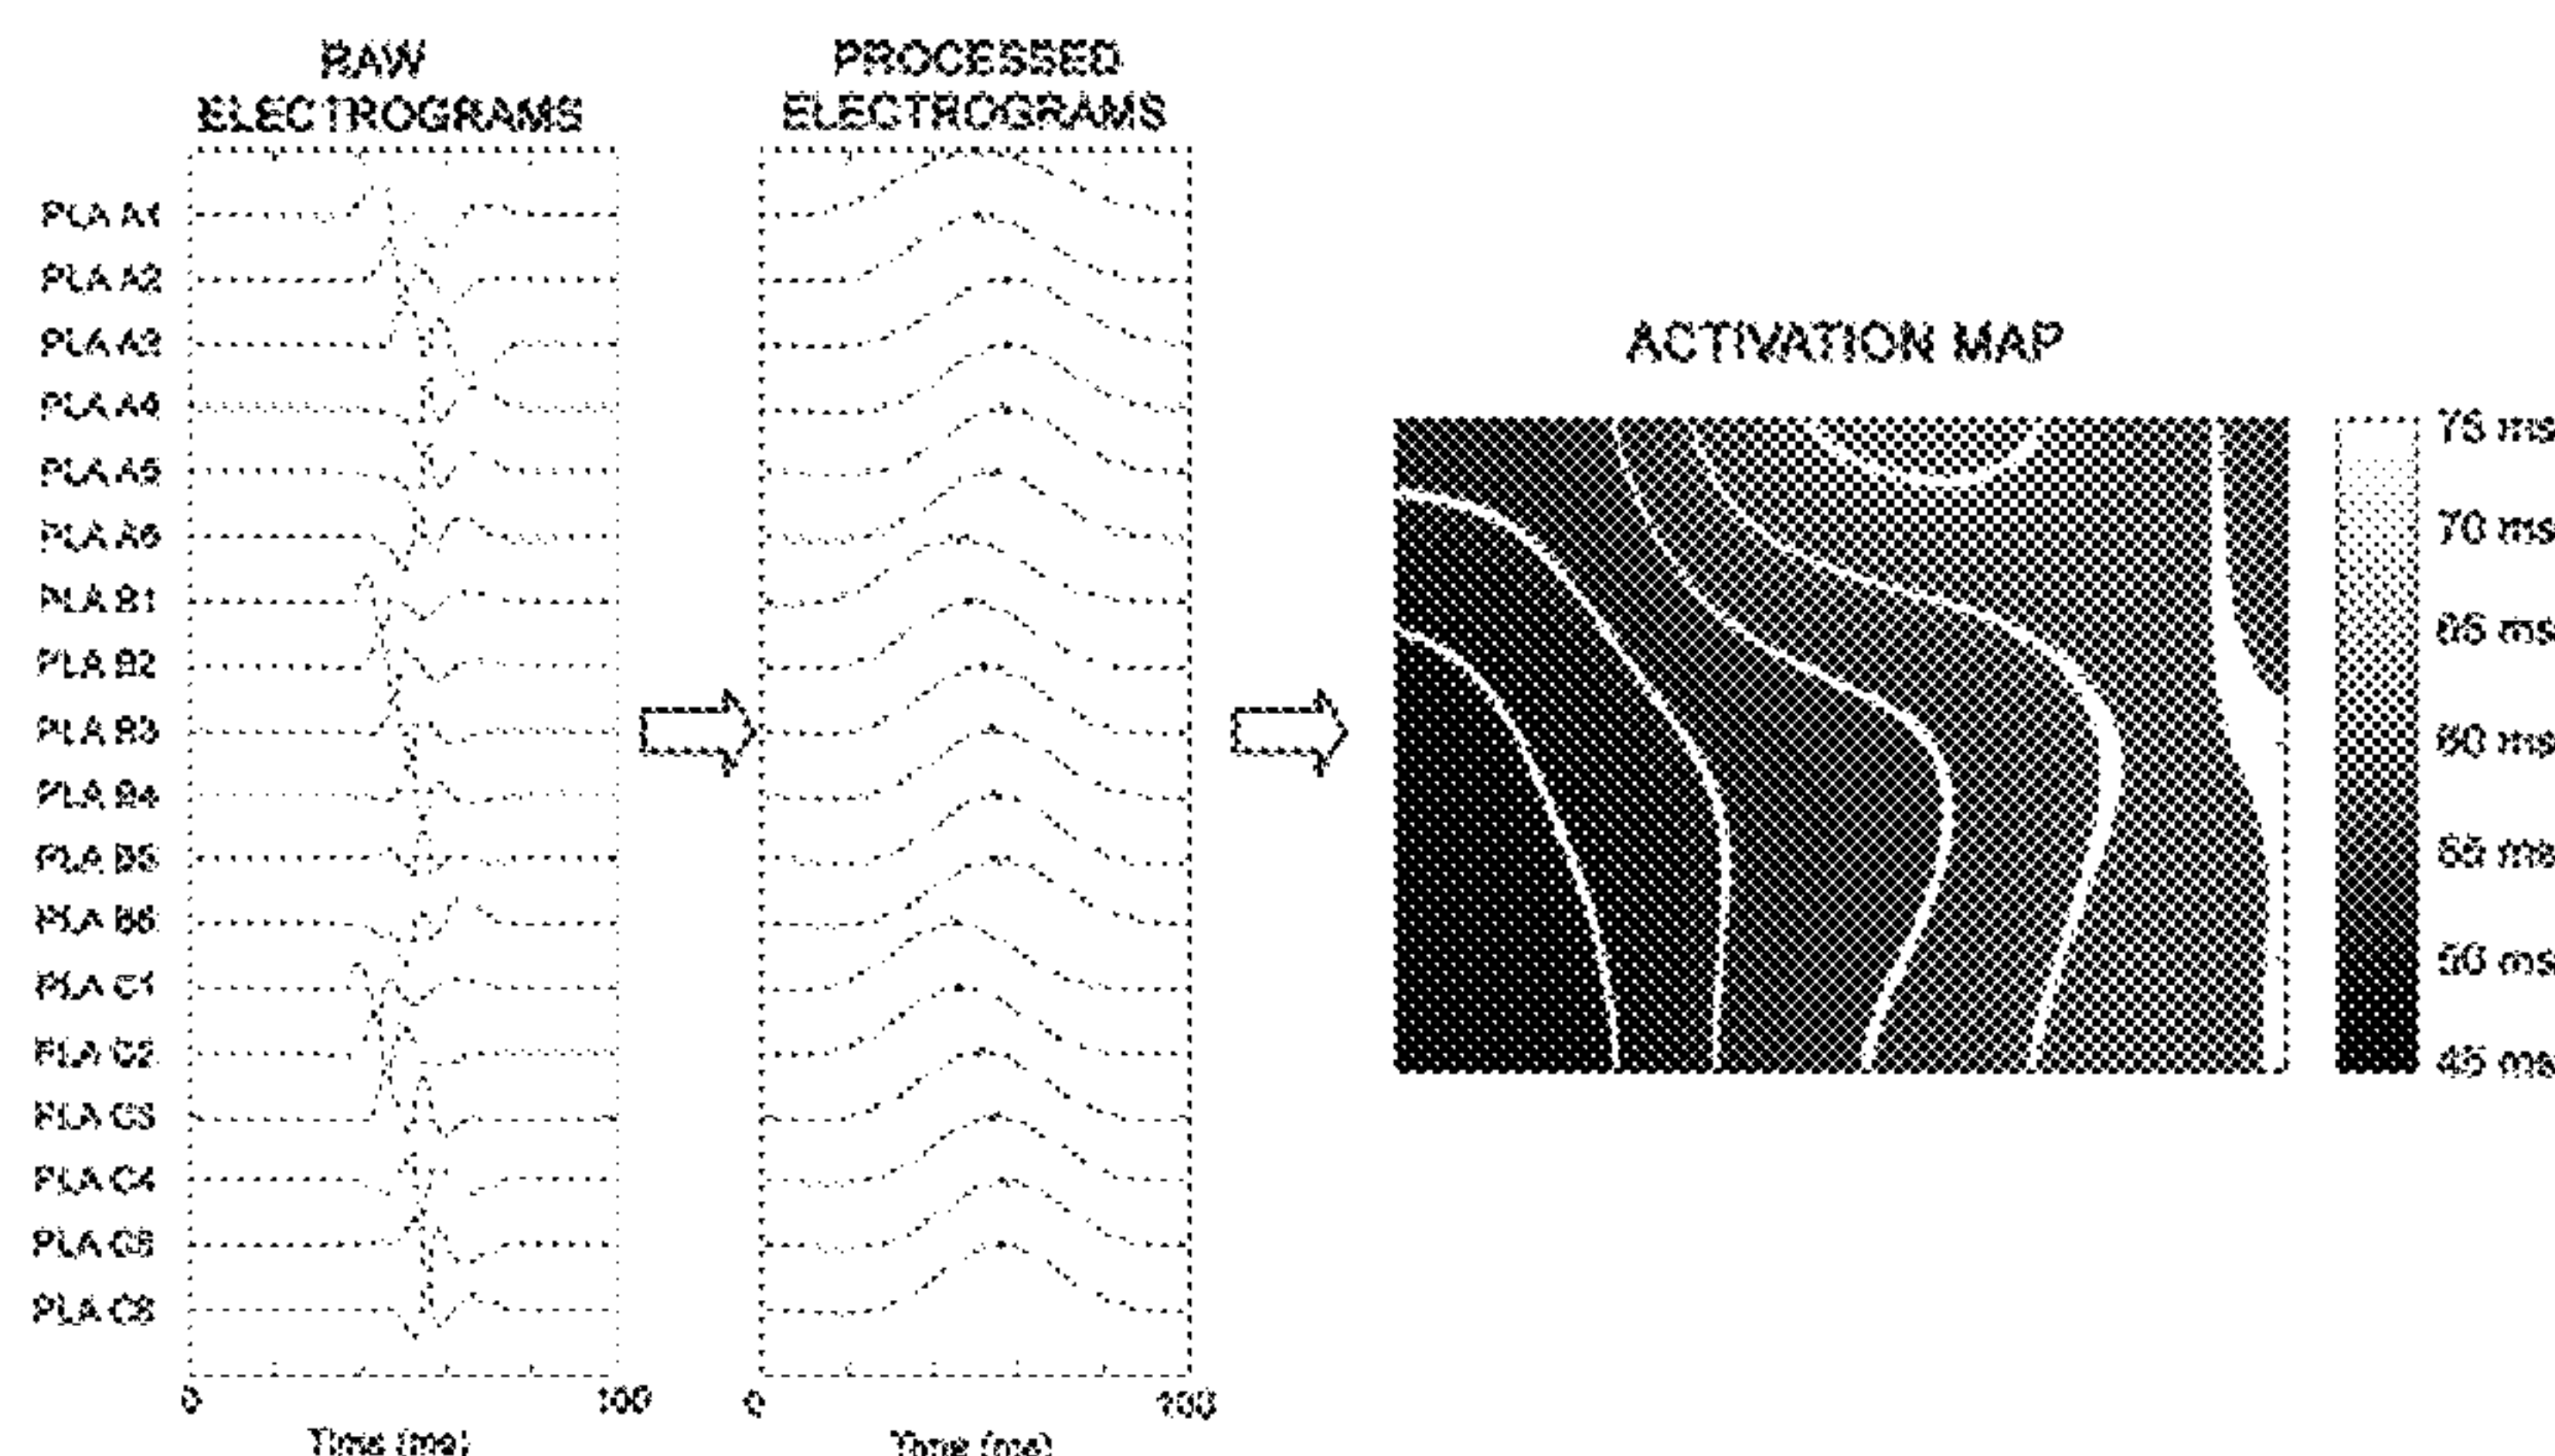 RAW
ELECTROGRAMS
PLA A1
PLA A2
PLA A3
PLA A4
PLA A5
PLA A6
PLA B1
PLA B2
PLA B3
PLA B4
PLA B5
PLA B6
PLA C1
PLA C2
PLA C3
PLA C4
PLA C5
PLA C6
0
100
Time (ms)
PROCESSED
ELECTROGRAMS
0
100
Time (ms)
ACTIVATION MAP
75 ms
70 ms
65 ms
60 ms
55 ms
50 ms
45 ms